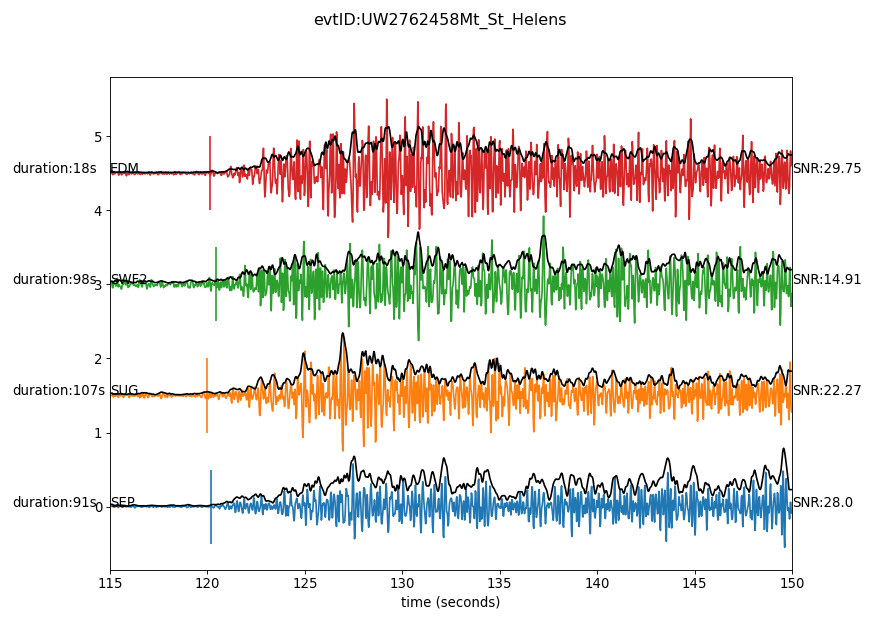 evtID:UW2762458Mt_St_Helens
5
duration:18s EDM SNR:29.75
4
duration:98s SWF2 SNR:14.91
3
2
duration:107s SUG SNR:22.27
1
duration:91s SEP SNR:28.0
0
115 120 125 130 135 140 145 150
time (seconds)